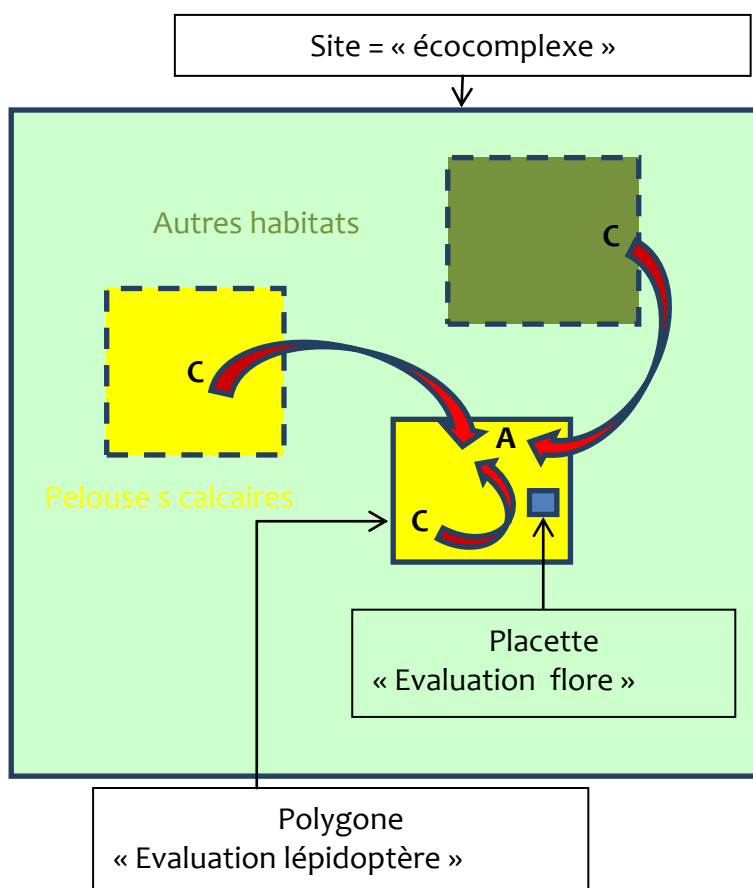 Site = « écocomplexe »
Autres habitats
C
C
A
Pelouse s calcaires
C
Placette
« Evaluation  flore »
Polygone
« Evaluation lépidoptère »